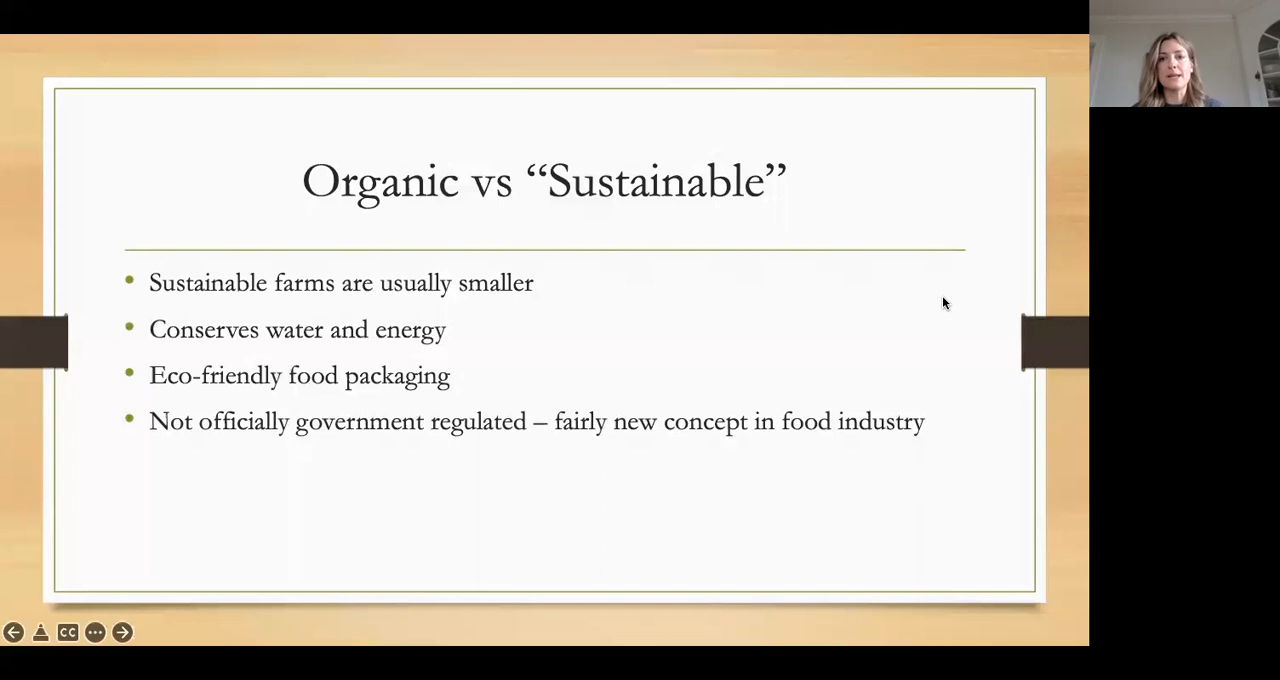 Organic vs “Sustainable”
• Sustainable farms are usually smaller
• Conserves water and energy
• Eco-friendly food packaging
• Not officially government regulated – fairly new concept in food industry
CC